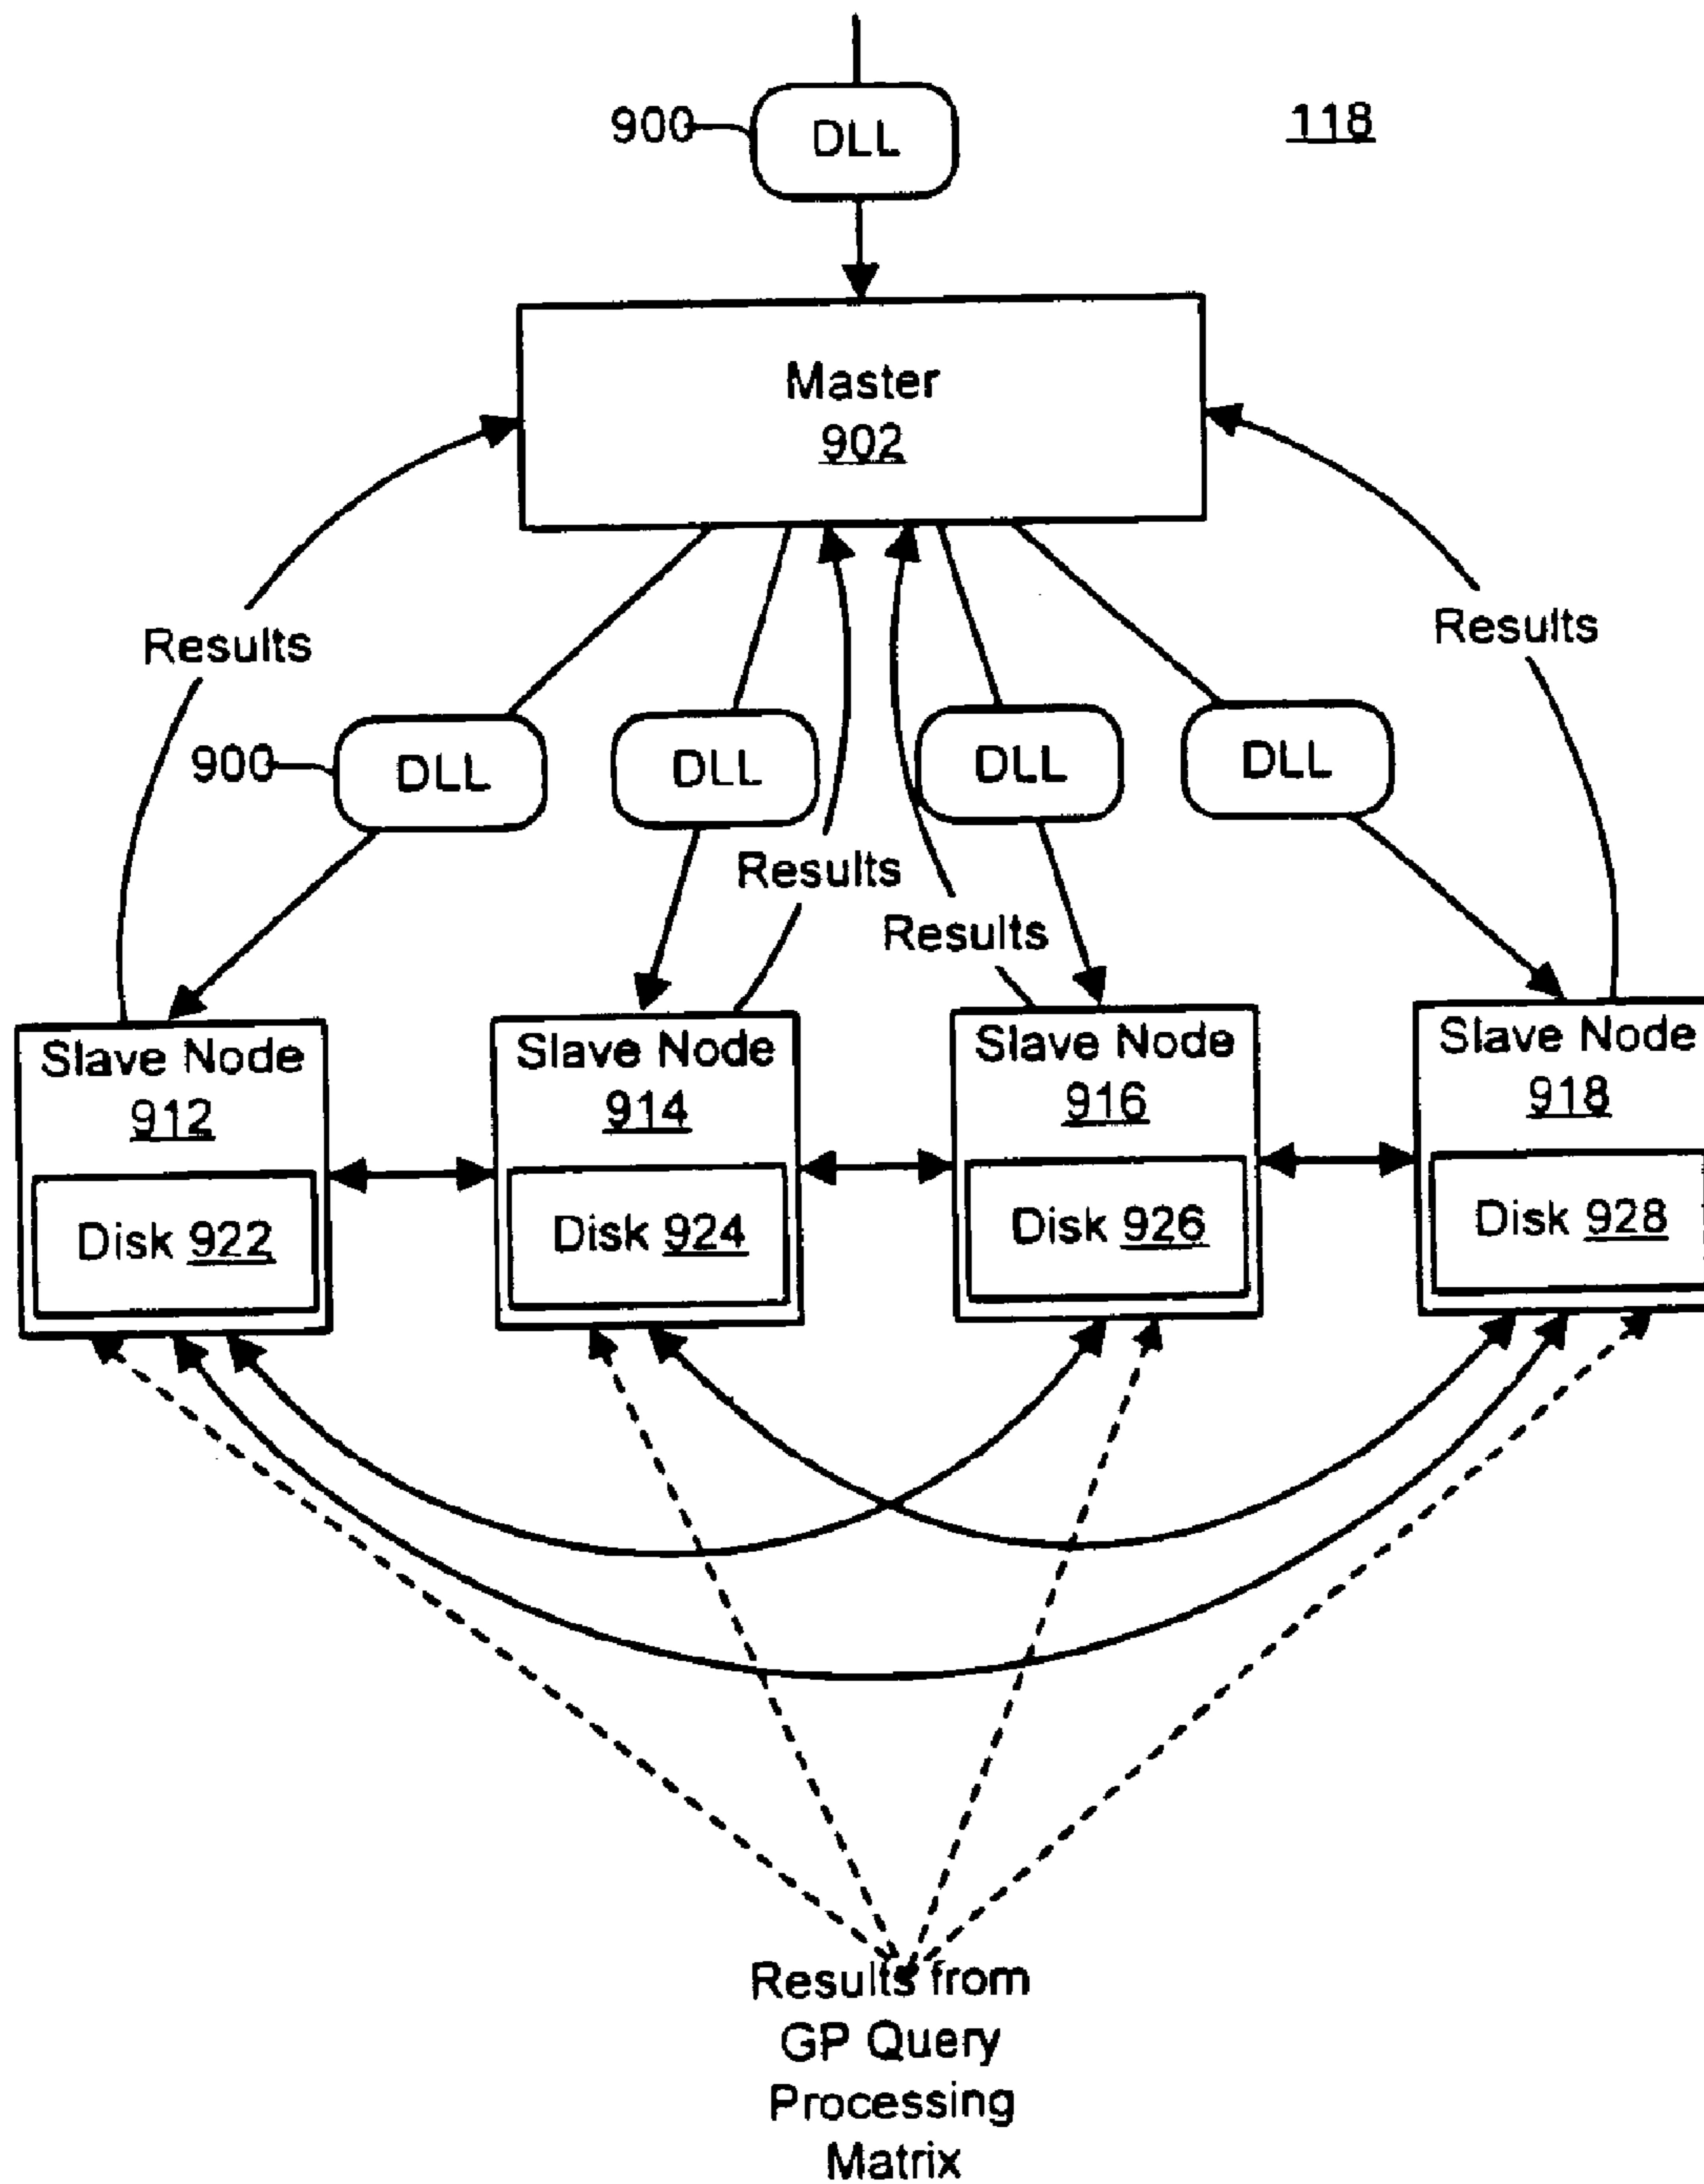 900
DLL
118
Master
902
Results
Results
900
DLL
DLL
DLL
DLL
Results
Results
Slave Node
912
Disk 922
Slave Node
914
Disk 924
Slave Node
916
Disk 926
Slave Node
918
Disk 928
Results from
GP Query
Processing
Matrix